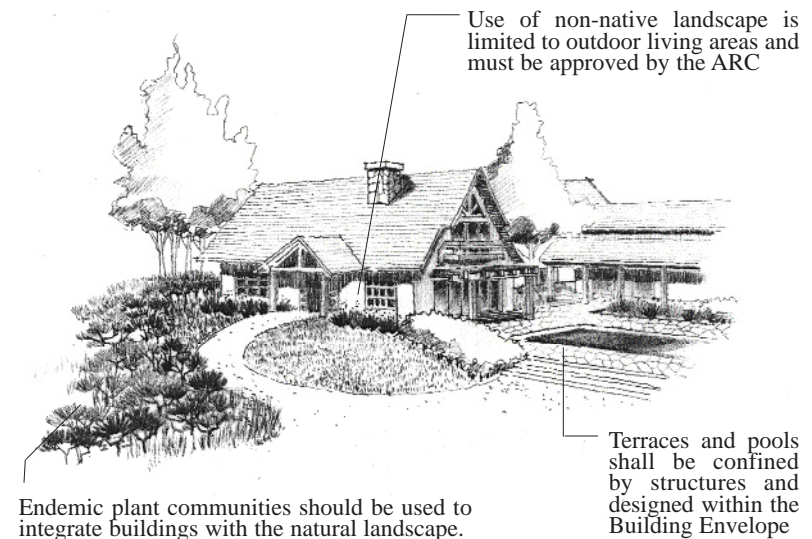 Use of non-native landscape is
limited to outdoor living areas and
must be approved by the ARC
Terraces and pools
shall be confined
by structures and
designed within the
Building Envelope
Endemic plant communities should be used to
integrate buildings with the natural landscape.